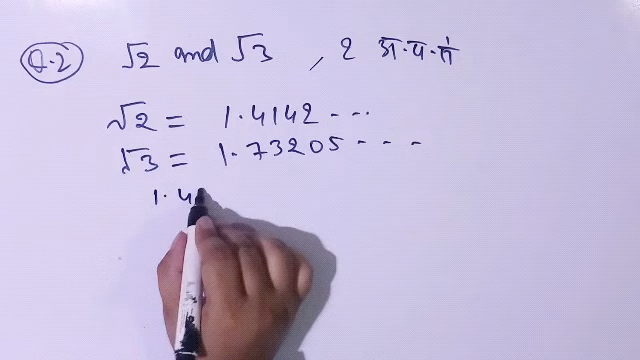 Q.2 √2 and √3 , 2 अ.प.सं
√2 = 1.4142 - - -
√3 = 1.73205 - - -
1.4